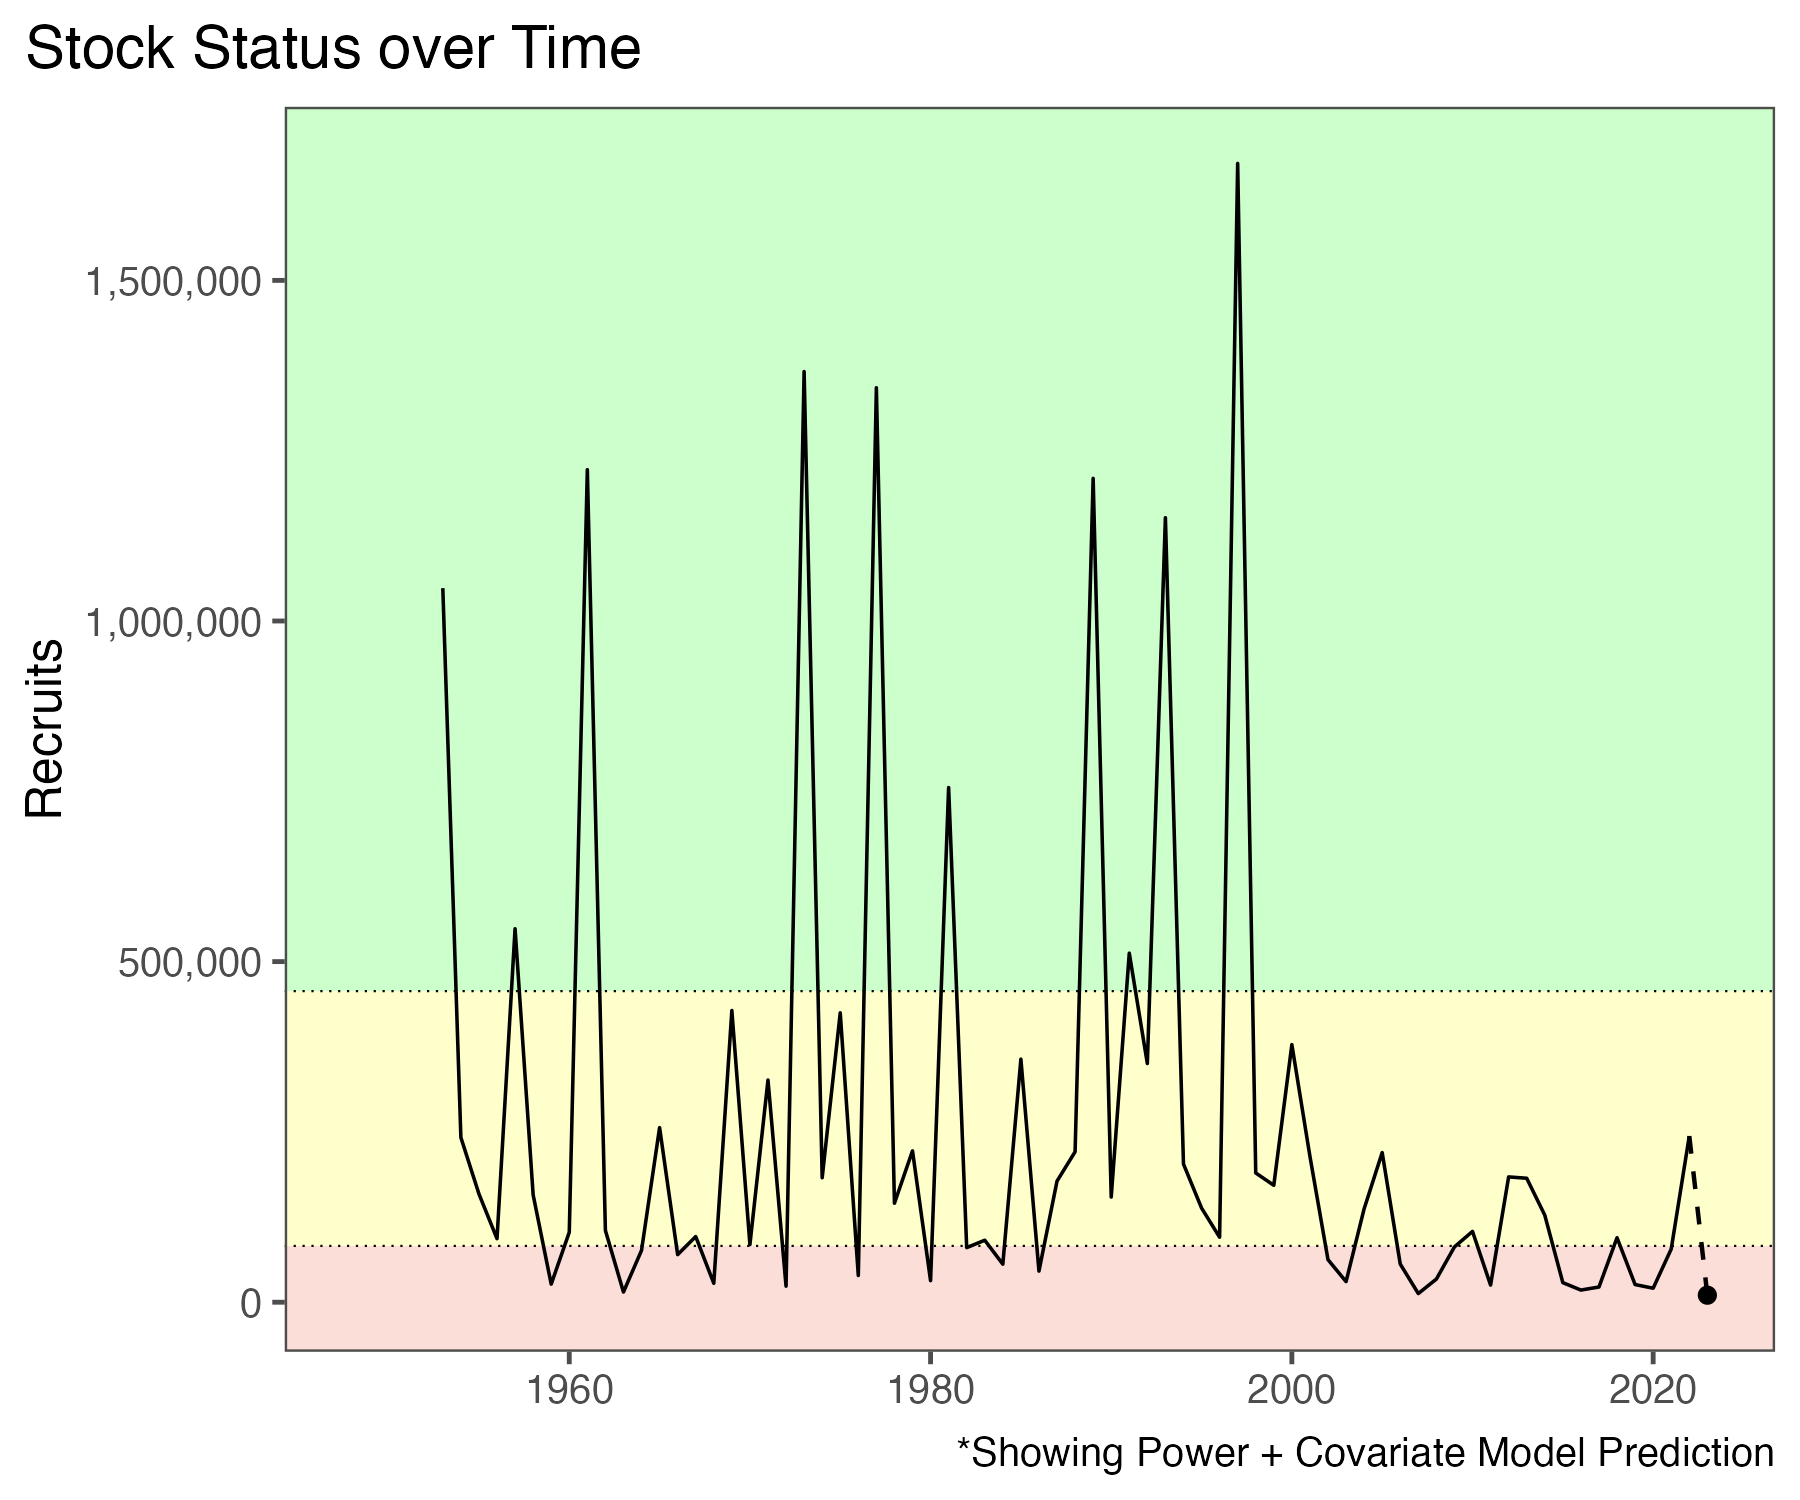 Stock Status over Time
Recruits
1,500,000
1,000,000
500,000
0
1960
1980
2000
2020
*Showing Power + Covariate Model Prediction